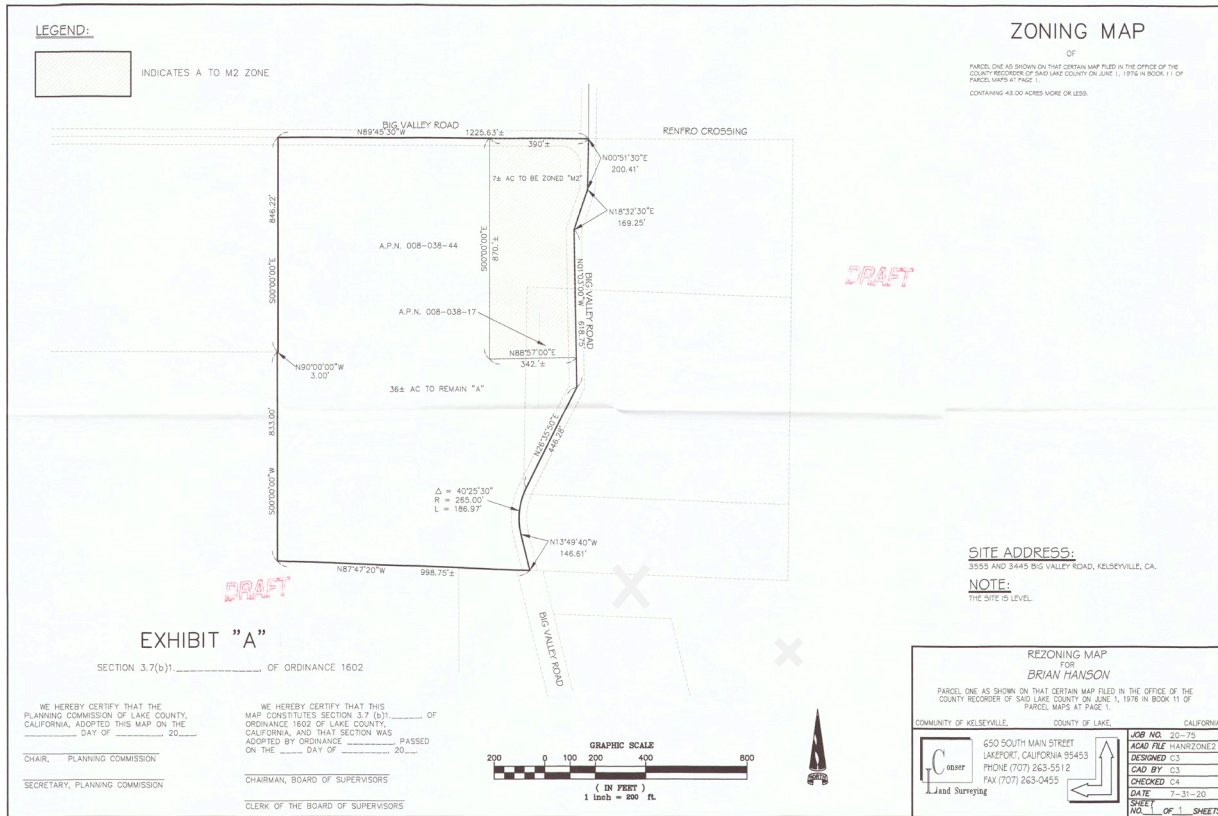 LEGEND:
INDICATES A TO M2 ZONE
ZONING MAP
OF
PARCEL ONE AS SHOWN ON THAT CERTAIN MAP FILED IN THE OFFICE OF THE
COUNTY RECORDER OF SAID LAKE COUNTY ON JUNE 1, 1976 IN BOOK 11 OF
PARCEL MAPS AT PAGE 1.
CONTAINING 43.00 ACRES MORE OR LESS.
BIG VALLEY ROAD
N89°45'30"W 1225.63'±
390'±
RENFRO CROSSING
N00°51'30"E
200.41'
7± AC TO BE ZONED "M2"
N18°32'30"E
169.25'
846.22'
S00°00'00"E
A.P.N. 008-038-44
S00°00'00"E
870.'±
BIG VALLEY ROAD
N01°03'00"W 618.75'
DRAFT
A.P.N. 008-038-17
N88°57'00"E
342.'±
N90°00'00"W
3.00'
36± AC TO REMAIN "A"
833.00'
S00°00'00"W
N26°35'50"E
446.28'
Δ = 40°25'30"
R = 265.00'
L = 186.97'
N13°49'40"W
146.61'
N87°47'20"W 998.75'±
DRAFT
BIG VALLEY ROAD
SITE ADDRESS:
3555 AND 3445 BIG VALLEY ROAD, KELSEYVILLE, CA.
NOTE:
THE SITE IS LEVEL.
EXHIBIT "A"
SECTION 3.7(b)1.______________, OF ORDINANCE 1602
WE HEREBY CERTIFY THAT THE
PLANNING COMMISSION OF LAKE COUNTY,
CALIFORNIA, ADOPTED THIS MAP ON THE
________ DAY OF ________, 20___
CHAIR, PLANNING COMMISSION
SECRETARY, PLANNING COMMISSION
WE HEREBY CERTIFY THAT THIS
MAP CONSTITUTES SECTION 3.7 (b)1.______, OF
ORDINANCE 1602 OF LAKE COUNTY,
CALIFORNIA, AND THAT SECTION WAS
ADOPTED BY ORDINANCE ________, PASSED
ON THE ____ DAY OF ________, 20___
CHAIRMAN, BOARD OF SUPERVISORS
CLERK OF THE BOARD OF SUPERVISORS
GRAPHIC SCALE
200 0 100 200 400 800
( IN FEET )
1 inch = 200 ft.
NORTH
REZONING MAP
FOR
BRIAN HANSON
PARCEL ONE AS SHOWN ON THAT CERTAIN MAP FILED IN THE OFFICE OF THE
COUNTY RECORDER OF SAID LAKE COUNTY ON JUNE 1, 1976 IN BOOK 11 OF
PARCEL MAPS AT PAGE 1.
COMMUNITY OF KELSEYVILLE, COUNTY OF LAKE, CALIFORNIA
Conser
Land Surveying
650 SOUTH MAIN STREET
LAKEPORT, CALIFORNIA 95453
PHONE (707) 263-5512
FAX (707) 263-0455
JOB NO. 20-75
ACAD FILE HANRZONE2
DESIGNED C3
CAD BY C3
CHECKED C4
DATE 7-31-20
SHEET
NO. 1 OF 1 SHEETS